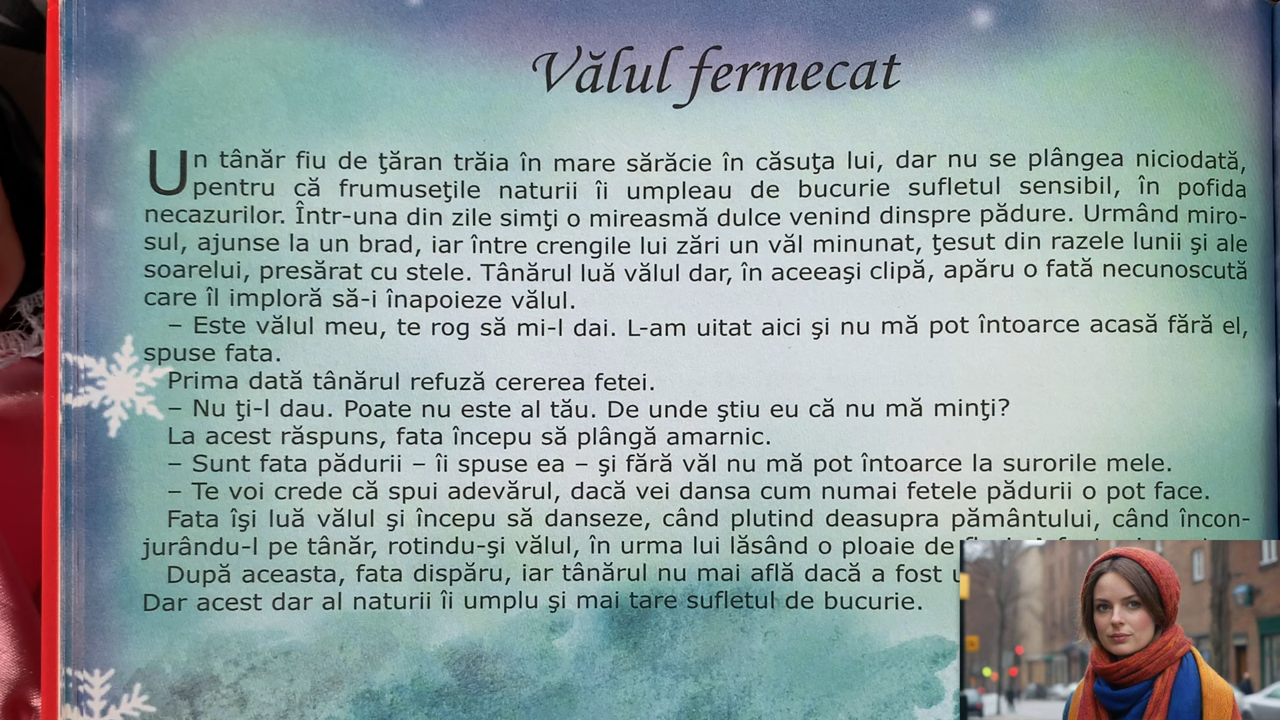 Vălul fermecat
Un tânăr fiu de ţăran trăia în mare sărăcie în căsuţa lui, dar nu se plângea niciodată,
pentru că frumuseţile naturii îi umpleau de bucurie sufletul sensibil, în pofida
necazurilor. Într-una din zile simţi o mireasmă dulce venind dinspre pădure. Urmând miro-
sul, ajunse la un brad, iar între crengile lui zări un văl minunat, ţesut din razele lunii şi ale
soarelui, presărat cu stele. Tânărul luă vălul dar, în aceeaşi clipă, apăru o fată necunoscută
care îl imploră să-i înapoieze vălul.
– Este vălul meu, te rog să mi-l dai. L-am uitat aici şi nu mă pot întoarce acasă fără el,
spuse fata.
Prima dată tânărul refuză cererea fetei.
– Nu ţi-l dau. Poate nu este al tău. De unde ştiu eu că nu mă minţi?
La acest răspuns, fata începu să plângă amarnic.
– Sunt fata pădurii – îi spuse ea – şi fără văl nu mă pot întoarce la surorile mele.
– Te voi crede că spui adevărul, dacă vei dansa cum numai fetele pădurii o pot face.
Fata îşi luă vălul şi începu să danseze, când plutind deasupra pământului, când încon-
jurându-l pe tânăr, rotindu-şi vălul, în urma lui lăsând o ploaie de
După aceasta, fata dispăru, iar tânărul nu mai află dacă a fost
Dar acest dar al naturii îi umplu şi mai tare sufletul de bucurie.